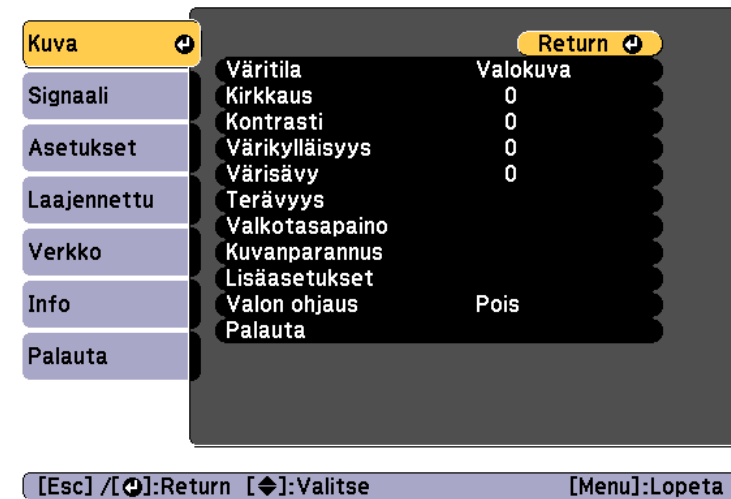 Kuva
Signaali
Asetukset
Laajennettu
Verkko
Info
Palauta
Return
Väritila Valokuva
Kirkkaus 0
Kontrasti 0
Värikylläisyys 0
Värisävy 0
Terävyys
Valkotasapaino
Kuvanparannus
Lisäasetukset
Valon ohjaus Pois
Palauta
[Esc] /[⏎]:Return [◆]:Valitse [Menu]:Lopeta